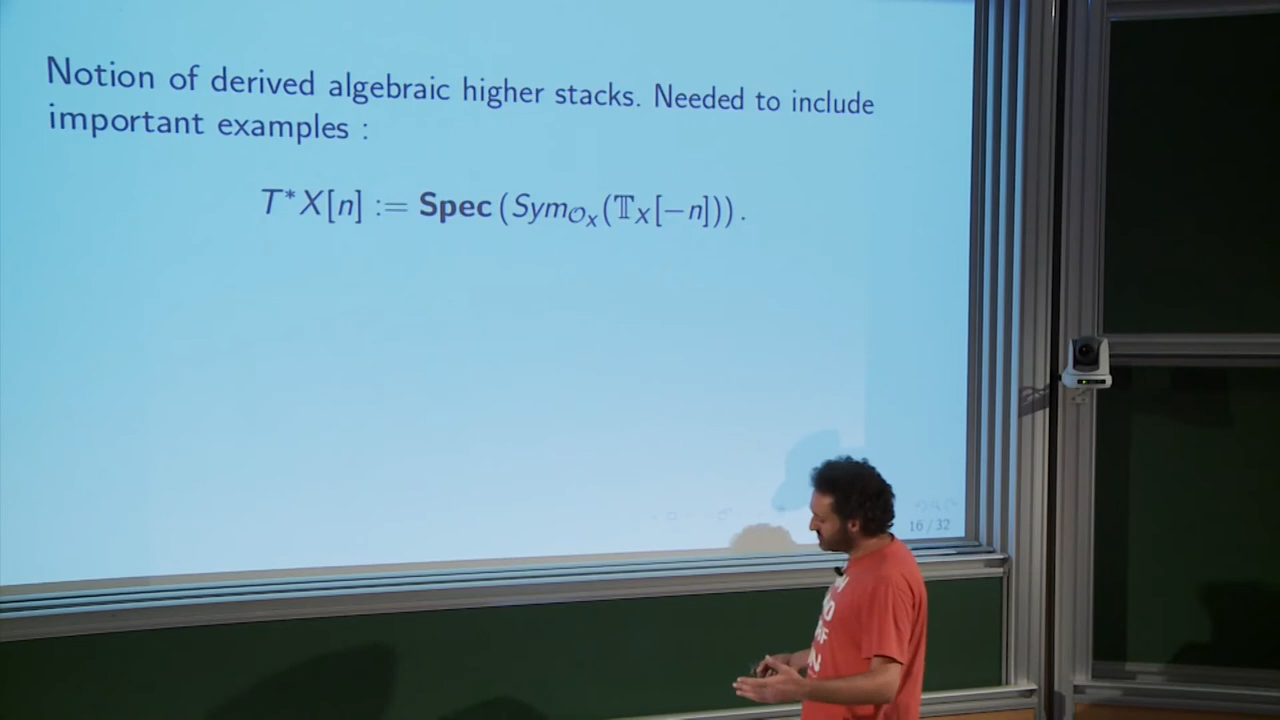 Notion of derived algebraic higher stacks. Needed to include
important examples :
T*X[n] := Spec (Sym_{𝒪_X}(𝕋_X[−n])).
16 / 32